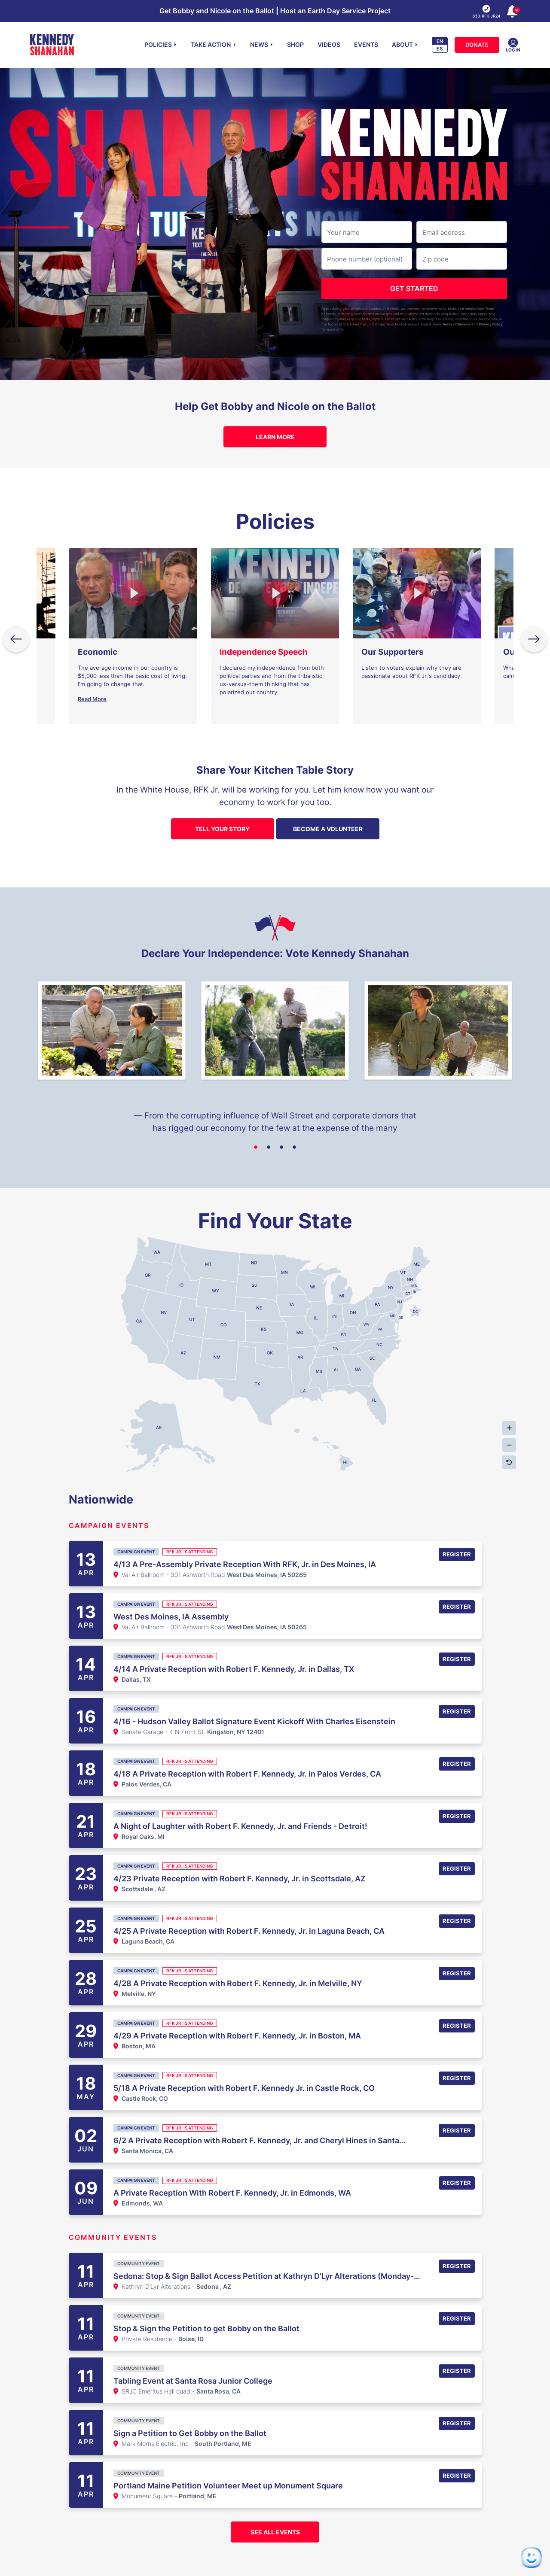 Get Bobby and Nicole on the Ballot | Host an Earth Day Service Project
833-RFK-JR24
KENNEDY
SHANAHAN
POLICIES
TAKE ACTION
NEWS
SHOP
VIDEOS
EVENTS
ABOUT
EN
ES
DONATE
LOGIN
KENNEDY
SHANAHAN
Your name
Email address
Phone number (optional)
Zip code
GET STARTED
Help Get Bobby and Nicole on the Ballot
LEARN MORE
Policies
Economic
The average income in our country is
$5,000 less than the basic cost of living.
I'm going to change that.
Read More
Independence Speech
I declared my independence from both
political parties and from the tribalistic,
us-versus-them thinking that has
polarized our country.
Our Supporters
Listen to voters explain why they are
passionate about RFK Jr.'s candidacy.
Share Your Kitchen Table Story
In the White House, RFK Jr. will be working for you. Let him know how you want our
economy to work for you too.
TELL YOUR STORY
BECOME A VOLUNTEER
Declare Your Independence: Vote Kennedy Shanahan
— From the corrupting influence of Wall Street and corporate donors that
has rigged our economy for the few at the expense of the many
Find Your State
WA
MT
ND
MN
ME
OR
ID
SD
WI
VT
NH
WY
MI
NY
NE
IA
PA
NV
UT
CO
IL
IN
OH
CA
KS
MO
KY
AZ
NM
OK
AR
TN
NC
SC
TX
MS
AL
GA
LA
FL
AK
HI
Nationwide
CAMPAIGN EVENTS
13
APR
CAMPAIGN EVENT
RFK JR. IS ATTENDING
4/13 A Pre-Assembly Private Reception With RFK, Jr. in Des Moines, IA
Val Air Ballroom - 301 Ashworth Road West Des Moines, IA 50265
REGISTER
13
APR
CAMPAIGN EVENT
RFK JR. IS ATTENDING
West Des Moines, IA Assembly
Val Air Ballroom - 301 Ashworth Road West Des Moines, IA 50265
REGISTER
14
APR
CAMPAIGN EVENT
RFK JR. IS ATTENDING
4/14 A Private Reception with Robert F. Kennedy, Jr. in Dallas, TX
Dallas, TX
REGISTER
16
APR
CAMPAIGN EVENT
4/16 - Hudson Valley Ballot Signature Event Kickoff With Charles Eisenstein
Senate Garage - 4 N Front St. Kingston, NY 12401
REGISTER
18
APR
CAMPAIGN EVENT
RFK JR. IS ATTENDING
4/18 A Private Reception with Robert F. Kennedy, Jr. in Palos Verdes, CA
Palos Verdes, CA
REGISTER
21
APR
CAMPAIGN EVENT
RFK JR. IS ATTENDING
A Night of Laughter with Robert F. Kennedy, Jr. and Friends - Detroit!
Royal Oaks, MI
REGISTER
23
APR
CAMPAIGN EVENT
RFK JR. IS ATTENDING
4/23 Private Reception with Robert F. Kennedy, Jr. in Scottsdale, AZ
Scottsdale , AZ
REGISTER
25
APR
CAMPAIGN EVENT
RFK JR. IS ATTENDING
4/25 A Private Reception with Robert F. Kennedy, Jr. in Laguna Beach, CA
Laguna Beach, CA
REGISTER
28
APR
CAMPAIGN EVENT
RFK JR. IS ATTENDING
4/28 A Private Reception with Robert F. Kennedy, Jr. in Melville, NY
Melville, NY
REGISTER
29
APR
CAMPAIGN EVENT
RFK JR. IS ATTENDING
4/29 A Private Reception with Robert F. Kennedy, Jr. in Boston, MA
Boston, MA
REGISTER
18
MAY
CAMPAIGN EVENT
RFK JR. IS ATTENDING
5/18 A Private Reception with Robert F. Kennedy Jr. in Castle Rock, CO
Castle Rock, CO
REGISTER
02
JUN
CAMPAIGN EVENT
RFK JR. IS ATTENDING
6/2 A Private Reception with Robert F. Kennedy, Jr. and Cheryl Hines in Santa...
Santa Monica, CA
REGISTER
09
JUN
CAMPAIGN EVENT
RFK JR. IS ATTENDING
A Private Reception With Robert F. Kennedy, Jr. in Edmonds, WA
Edmonds, WA
REGISTER
COMMUNITY EVENTS
11
APR
COMMUNITY EVENT
Sedona: Stop & Sign Ballot Access Petition at Kathryn D'Lyr Alterations (Monday-...
Kathryn D'Lyr Alterations - Sedona , AZ
REGISTER
11
APR
COMMUNITY EVENT
Stop & Sign the Petition to get Bobby on the Ballot
Private Residence - Boise, ID
REGISTER
11
APR
COMMUNITY EVENT
Tabling Event at Santa Rosa Junior College
SRJC Emeritus Hall quad - Santa Rosa, CA
REGISTER
11
APR
COMMUNITY EVENT
Sign a Petition to Get Bobby on the Ballot
Mark Morris Electric, Inc - South Portland, ME
REGISTER
11
APR
COMMUNITY EVENT
Portland Maine Petition Volunteer Meet up Monument Square
Monument Square - Portland, ME
REGISTER
SEE ALL EVENTS